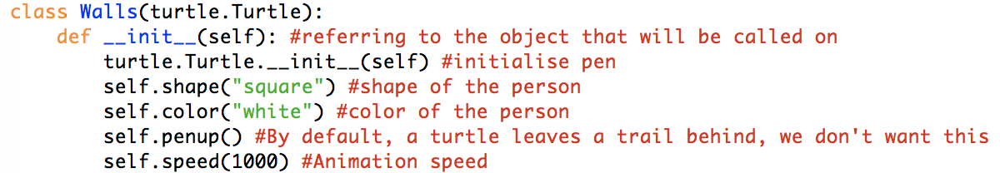 class Walls(turtle.Turtle):
    def __init__(self): #referring to the object that will be called on
        turtle.Turtle.__init__(self) #initialise pen
        self.shape("square") #shape of the person
        self.color("white") #color of the person
        self.penup() #By default, a turtle leaves a trail behind, we don't want this
        self.speed(1000) #Animation speed